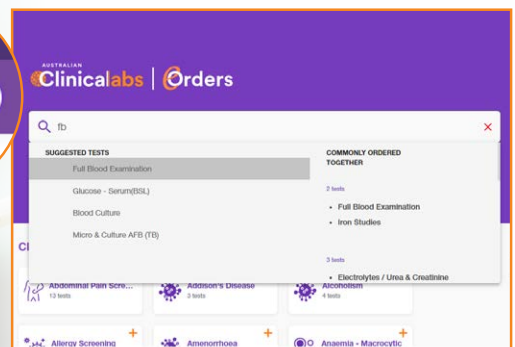 AUSTRALIAN
Clinicalabs | eOrders
fb
SUGGESTED TESTS
Full Blood Examination
Glucose - Serum(BSL)
Blood Culture
Micro & Culture AFB (TB)
COMMONLY ORDERED
TOGETHER
2 tests
• Full Blood Examination
• Iron Studies
3 tests
• Electrolytes / Urea & Creatinine
Abdominal Pain Scre...
13 tests
Addison's Disease
3 tests
Alcoholism
4 tests
Allergy Screening
Amenorrhoea
Anaemia - Macrocytic